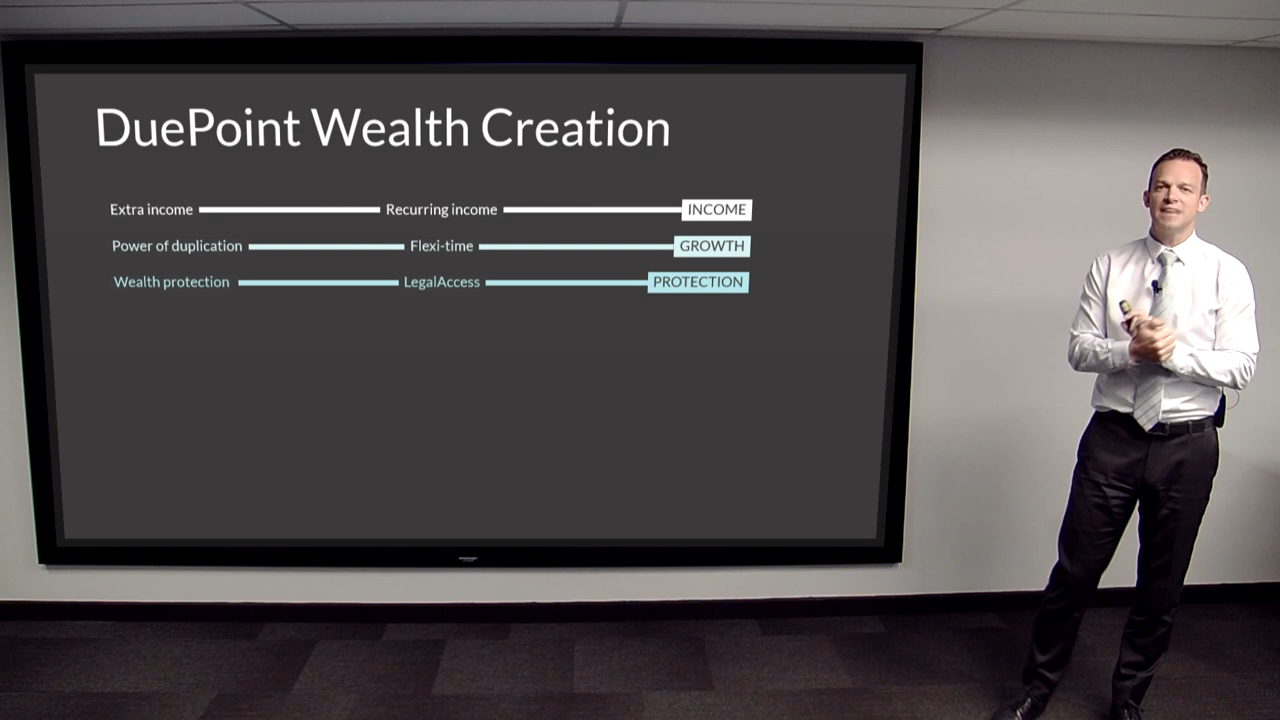 DuePoint Wealth Creation
Extra income Recurring income INCOME
Power of duplication Flexi-time GROWTH
Wealth protection LegalAccess PROTECTION